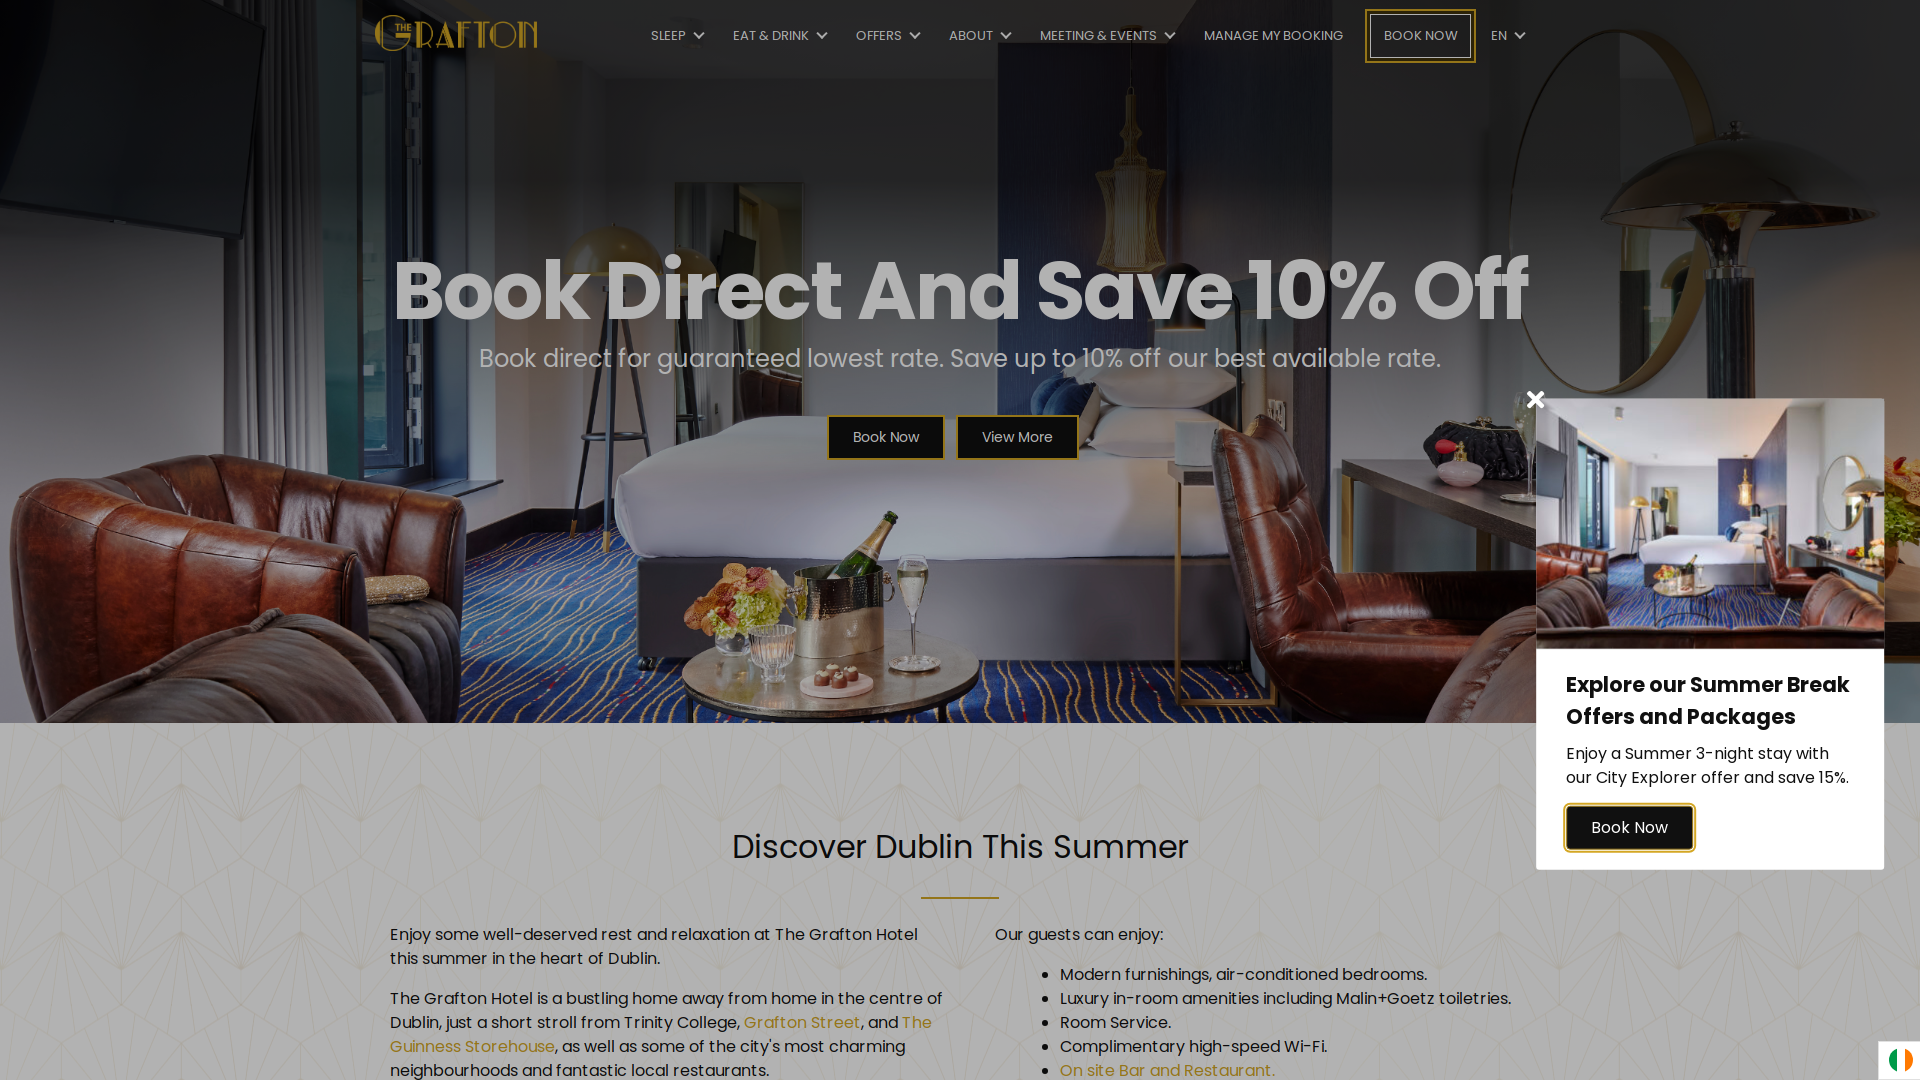 THE GRAFTON
SLEEP
EAT & DRINK
OFFERS
ABOUT
MEETING & EVENTS
MANAGE MY BOOKING
BOOK NOW
EN
Book Direct And Save 10% Off
Book direct for guaranteed lowest rate. Save up to 10% off our best available rate.
Book Now
View More
Explore our Summer Break
Offers and Packages
Enjoy a Summer 3-night stay with
our City Explorer offer and save 15%.
Book Now
Discover Dublin This Summer
Enjoy some well-deserved rest and relaxation at The Grafton Hotel
this summer in the heart of Dublin.
The Grafton Hotel is a bustling home away from home in the centre of
Dublin, just a short stroll from Trinity College, Grafton Street, and The
Guinness Storehouse, as well as some of the city's most charming
neighbourhoods and fantastic local restaurants.
Our guests can enjoy:
Modern furnishings, air-conditioned bedrooms.
Luxury in-room amenities including Malin+Goetz toiletries.
Room Service.
Complimentary high-speed Wi-Fi.
On site Bar and Restaurant.